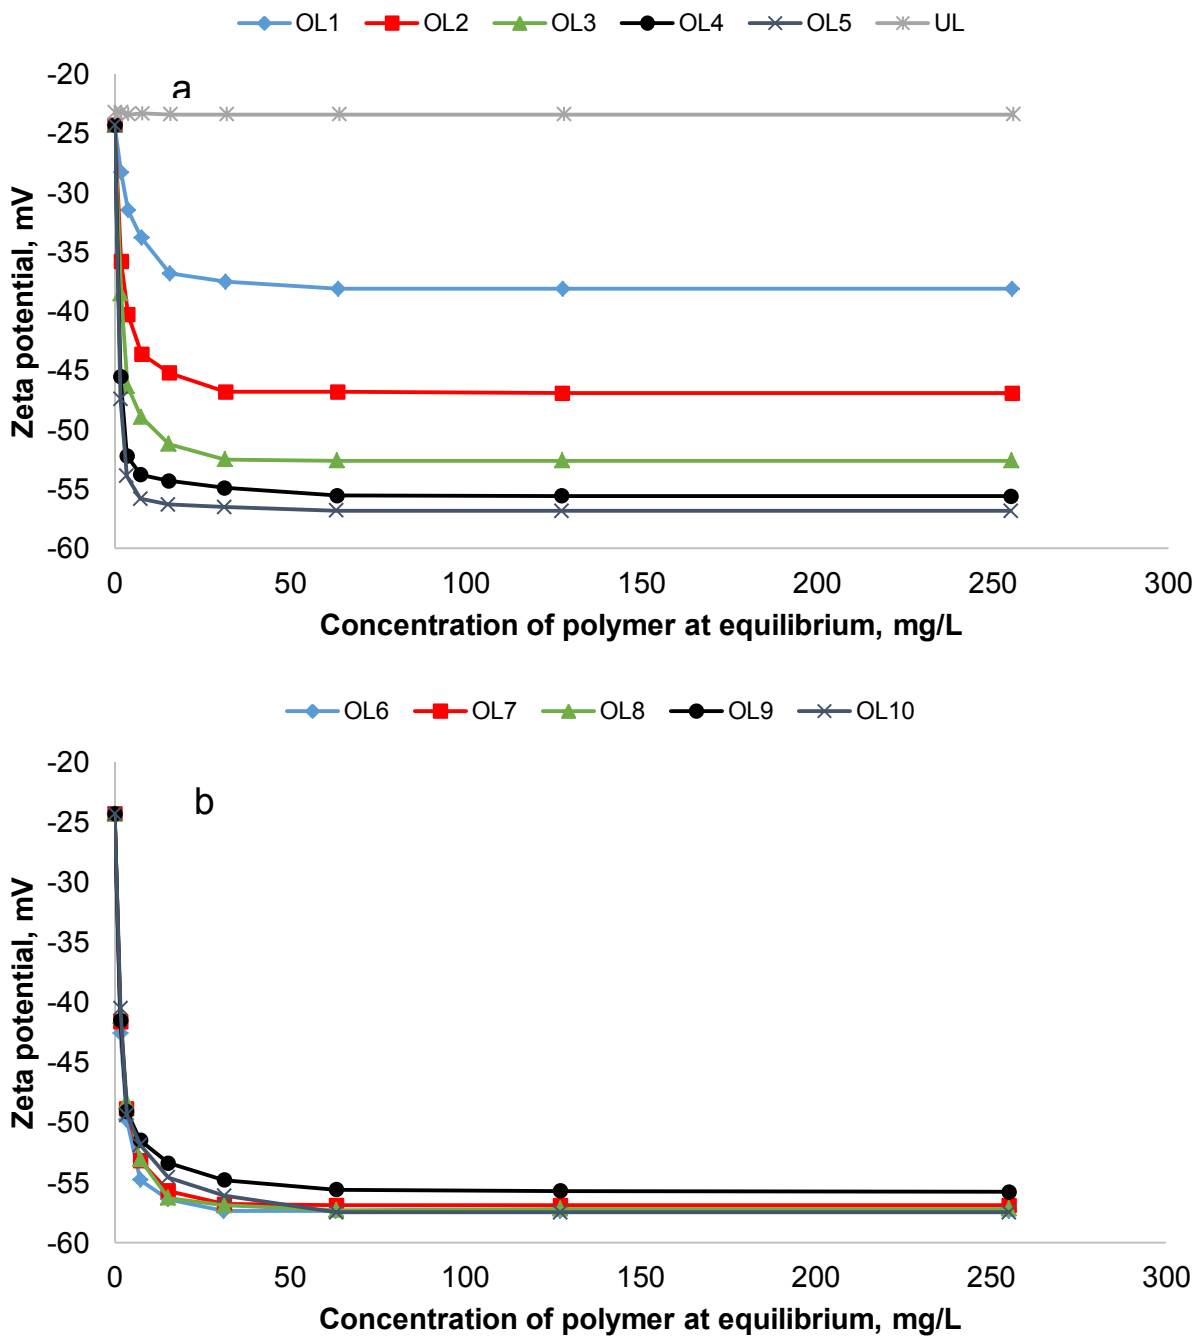 OL1 OL2 OL3 OL4 OL5 UL
a
-20
-25
-30
-35
-40
-45
-50
-55
-60
Zeta potential, mV
0 50 100 150 200 250 300
Concentration of polymer at equilibrium, mg/L
OL6 OL7 OL8 OL9 OL10
b
-20
-25
-30
-35
-40
-45
-50
-55
-60
Zeta potential, mV
0 50 100 150 200 250 300
Concentration of polymer at equilibrium, mg/L